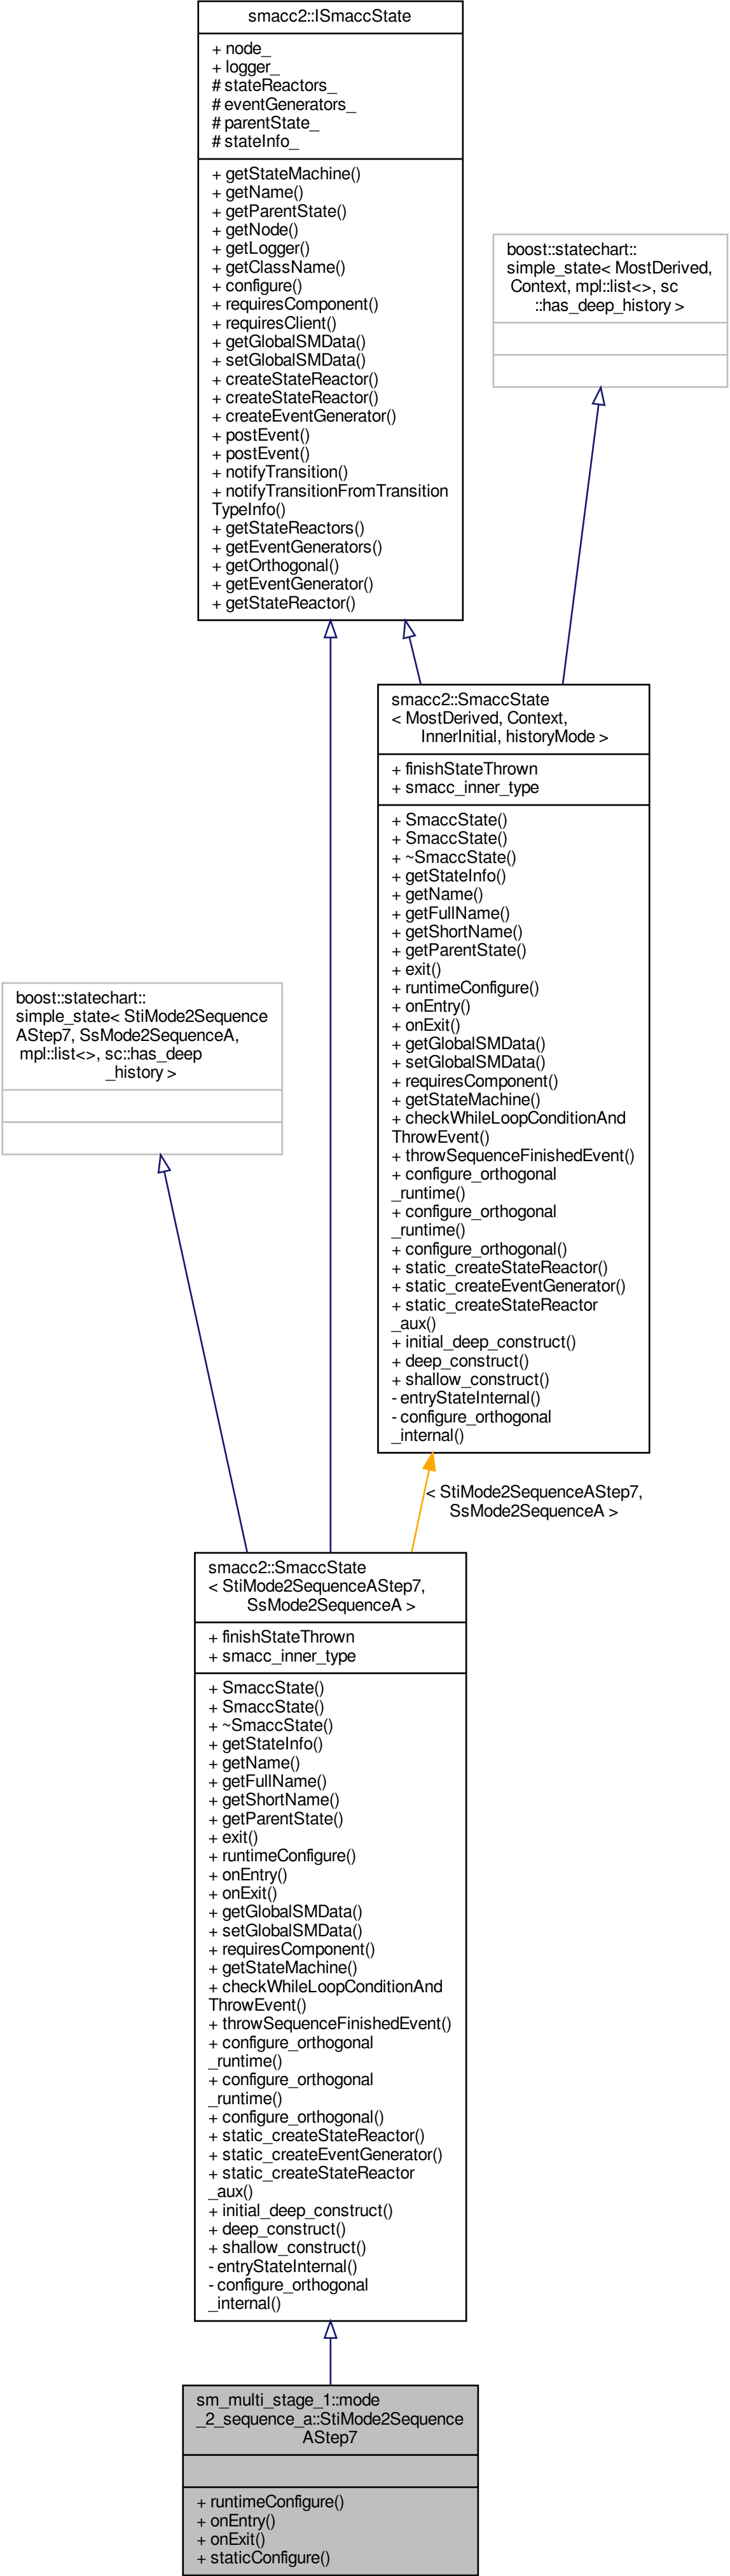 smacc2::ISmaccState
+ node_
+ logger_
# stateReactors_
# eventGenerators_
# parentState_
# stateInfo_
+ getStateMachine()
+ getName()
+ getParentState()
+ getNode()
+ getLogger()
+ getClassName()
+ configure()
+ requiresComponent()
+ requiresClient()
+ getGlobalSMData()
+ setGlobalSMData()
+ createStateReactor()
+ createStateReactor()
+ createEventGenerator()
+ postEvent()
+ postEvent()
+ notifyTransition()
+ notifyTransitionFromTransition
TypeInfo()
+ getStateReactors()
+ getEventGenerators()
+ getOrthogonal()
+ getEventGenerator()
+ getStateReactor()
boost::statechart::
simple_state< MostDerived,
Context, mpl::list<>, sc
::has_deep_history >
smacc2::SmaccState
< MostDerived, Context,
InnerInitial, historyMode >
+ finishStateThrown
+ smacc_inner_type
+ SmaccState()
+ SmaccState()
+ ~SmaccState()
+ getStateInfo()
+ getName()
+ getFullName()
+ getShortName()
+ getParentState()
+ exit()
+ runtimeConfigure()
+ onEntry()
+ onExit()
+ getGlobalSMData()
+ setGlobalSMData()
+ requiresComponent()
+ getStateMachine()
+ checkWhileLoopConditionAnd
ThrowEvent()
+ throwSequenceFinishedEvent()
+ configure_orthogonal
_runtime()
+ configure_orthogonal
_runtime()
+ configure_orthogonal()
+ static_createStateReactor()
+ static_createEventGenerator()
+ static_createStateReactor
_aux()
+ initial_deep_construct()
+ deep_construct()
+ shallow_construct()
- entryStateInternal()
- configure_orthogonal
_internal()
boost::statechart::
simple_state< StiMode2Sequence
AStep7, SsMode2SequenceA,
mpl::list<>, sc::has_deep
_history >
< StiMode2SequenceAStep7,
SsMode2SequenceA >
smacc2::SmaccState
< StiMode2SequenceAStep7,
SsMode2SequenceA >
+ finishStateThrown
+ smacc_inner_type
+ SmaccState()
+ SmaccState()
+ ~SmaccState()
+ getStateInfo()
+ getName()
+ getFullName()
+ getShortName()
+ getParentState()
+ exit()
+ runtimeConfigure()
+ onEntry()
+ onExit()
+ getGlobalSMData()
+ setGlobalSMData()
+ requiresComponent()
+ getStateMachine()
+ checkWhileLoopConditionAnd
ThrowEvent()
+ throwSequenceFinishedEvent()
+ configure_orthogonal
_runtime()
+ configure_orthogonal
_runtime()
+ configure_orthogonal()
+ static_createStateReactor()
+ static_createEventGenerator()
+ static_createStateReactor
_aux()
+ initial_deep_construct()
+ deep_construct()
+ shallow_construct()
- entryStateInternal()
- configure_orthogonal
_internal()
sm_multi_stage_1::mode
_2_sequence_a::StiMode2Sequence
AStep7
+ runtimeConfigure()
+ onEntry()
+ onExit()
+ staticConfigure()